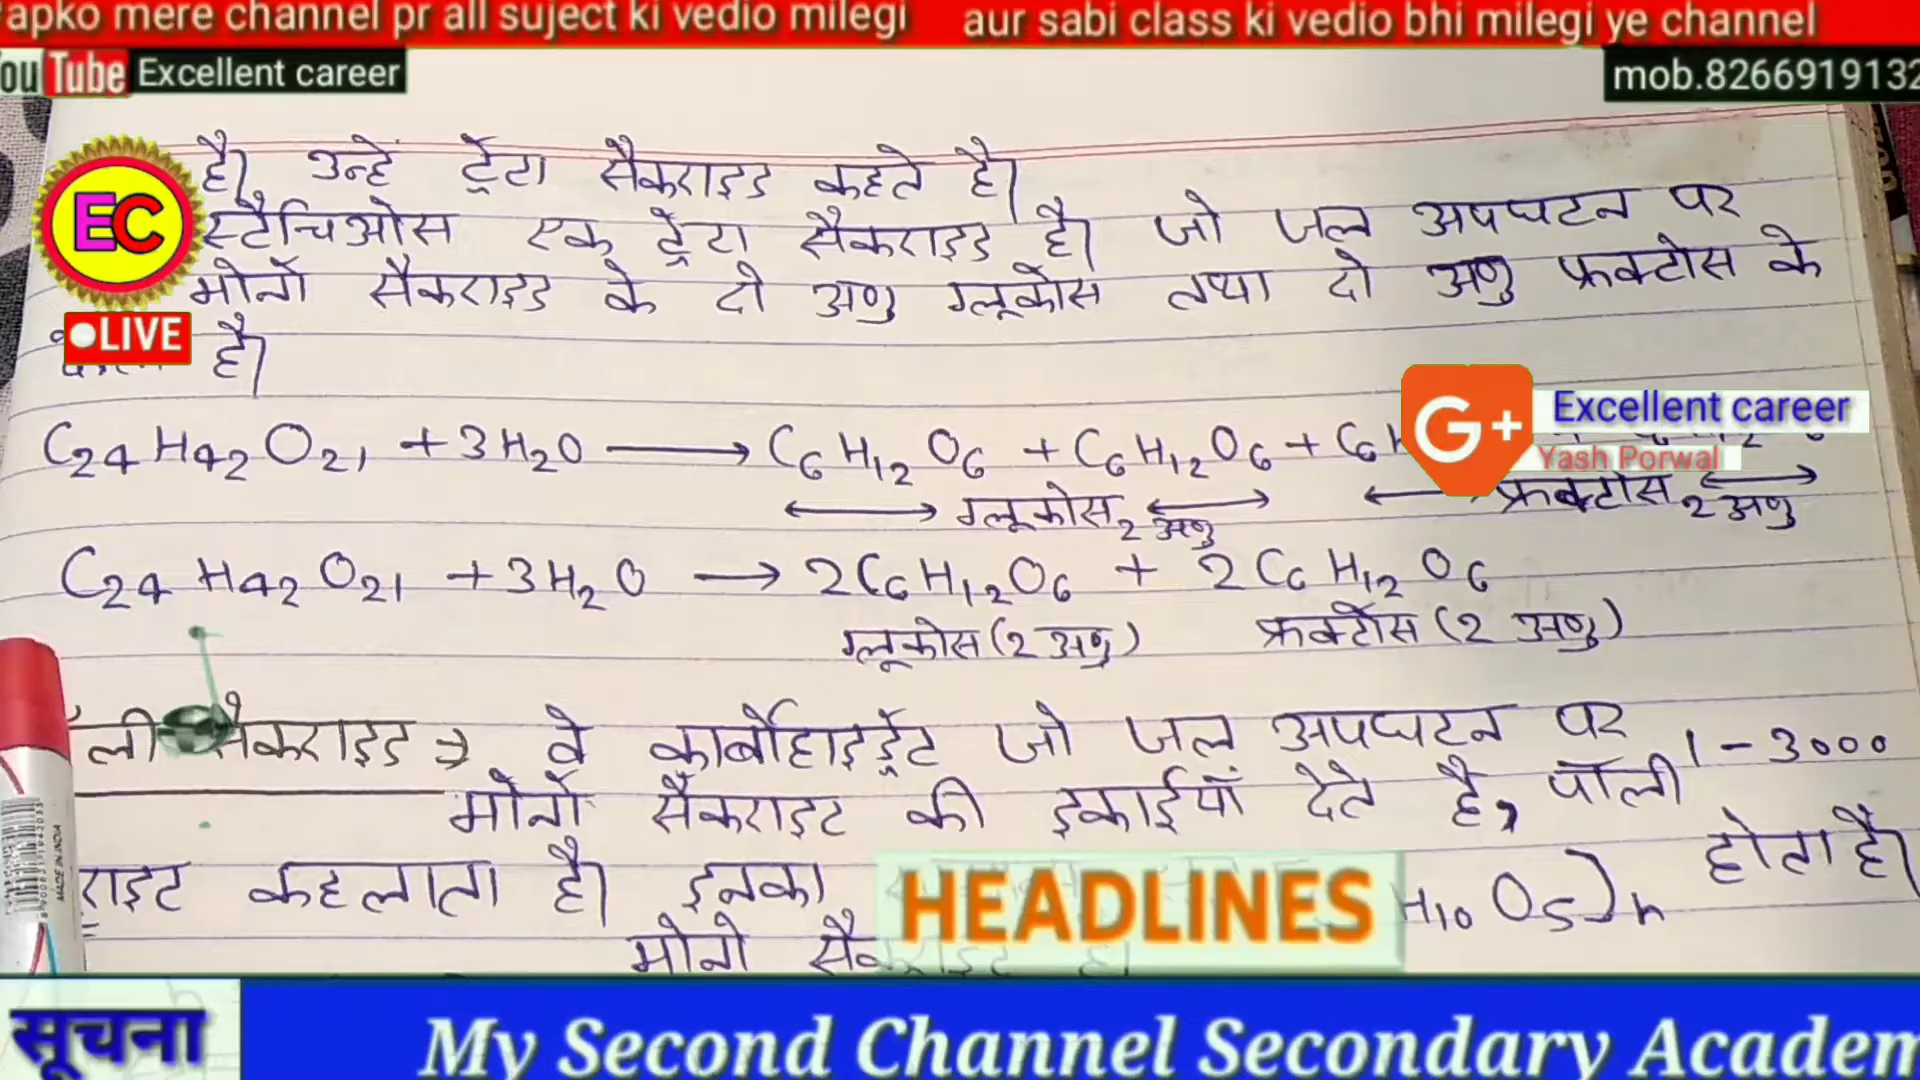 apko mere channel pr all suject ki vedio milegi aur sabi class ki vedio bhi milegi ye channel
You Tube Excellent career
mob.8266919132
है। उन्हें ट्रेटा सैकराइड कहते है।
EC
स्टैचिओस एक ट्रेटा सैकराइड है। जो जल अपघटन पर
मोनो सैकराइड के दो अणु ग्लूकोस तथा दो अणु फ्रक्टोस के
LIVE
है।
G+ Excellent career
Yash Porwal
C24H42O21 + 3H2O ⟶ C6H12O6 + C6H12O6 +
ग्लूकोस 2 अणु फ्रक्टोस 2 अणु
C24H42O21 + 3H2O → 2C6H12O6 + 2C6H12O6
ग्लूकोस (2 अणु) फ्रक्टोस (2 अणु)
ली सैकराइड ⇒ वे कार्बोहाइड्रेट जो जल अपघटन पर 1-3000
मोनो सैकराइट की इकाईयाँ देते है, पॉली
राइट कहलाता है। इनका H10O5)n होता है।
HEADLINES
मोनो
सूचना
My Second Channel Secondary Academ